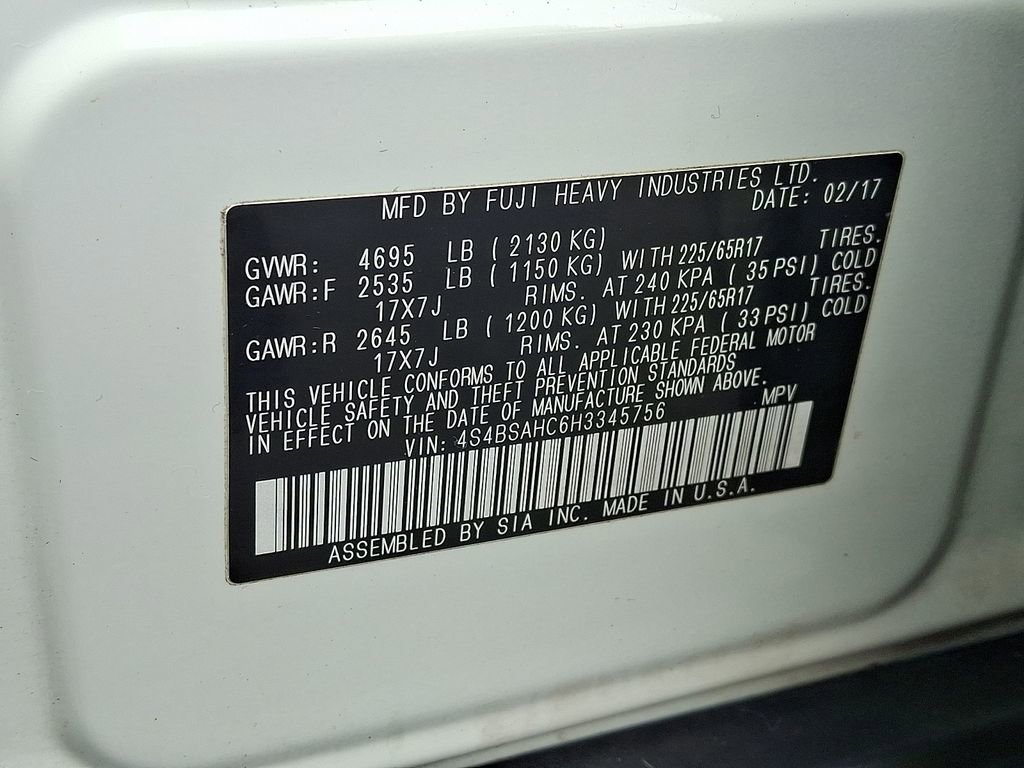 MFD BY FUJI HEAVY INDUSTRIES LTD.
DATE: 02/17
GVWR: 4695 LB ( 2130 KG)
GAWR:F 2535 LB ( 1150 KG) WITH 225/65R17 TIRES.
17X7J RIMS. AT 240 KPA ( 35 PSI) COLD
GAWR:R 2645 LB ( 1200 KG) WITH 225/65R17 TIRES.
17X7J RIMS. AT 230 KPA ( 33 PSI) COLD
THIS VEHICLE CONFORMS TO ALL APPLICABLE FEDERAL MOTOR
VEHICLE SAFETY AND THEFT PREVENTION STANDARDS
IN EFFECT ON THE DATE OF MANUFACTURE SHOWN ABOVE.
VIN: 4S4BSAHC6H3345756 MPV
ASSEMBLED BY SIA INC. MADE IN U.S.A.